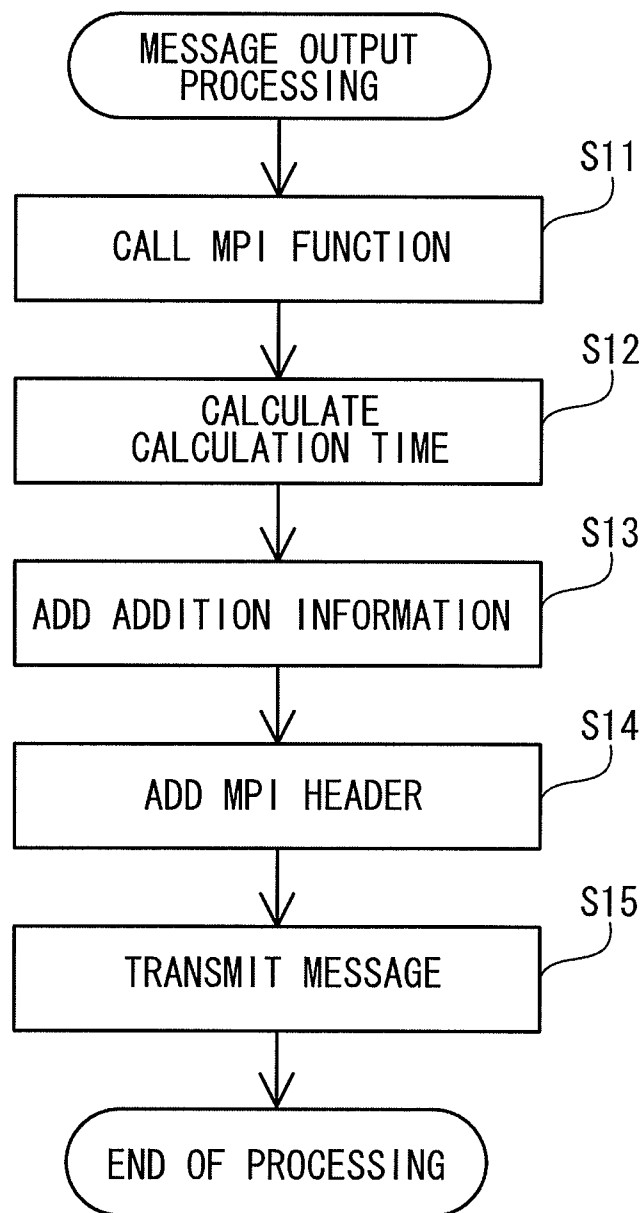 MESSAGE OUTPUT
PROCESSING
S11
CALL MPI FUNCTION
S12
CALCULATE
CALCULATION TIME
S13
ADD ADDITION INFORMATION
S14
ADD MPI HEADER
S15
TRANSMIT MESSAGE
END OF PROCESSING